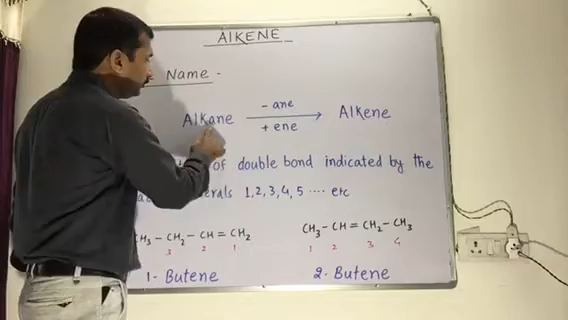 AlKENE
Name -
- ane
Alkane → Alkene
+ ene
of double bond indicated by the
1,2,3,4,5 .... etc
CH3 - CH2 - CH = CH2 CH3 - CH = CH2 - CH3
3 2 1 1 2 3 4
1- Butene 2- Butene